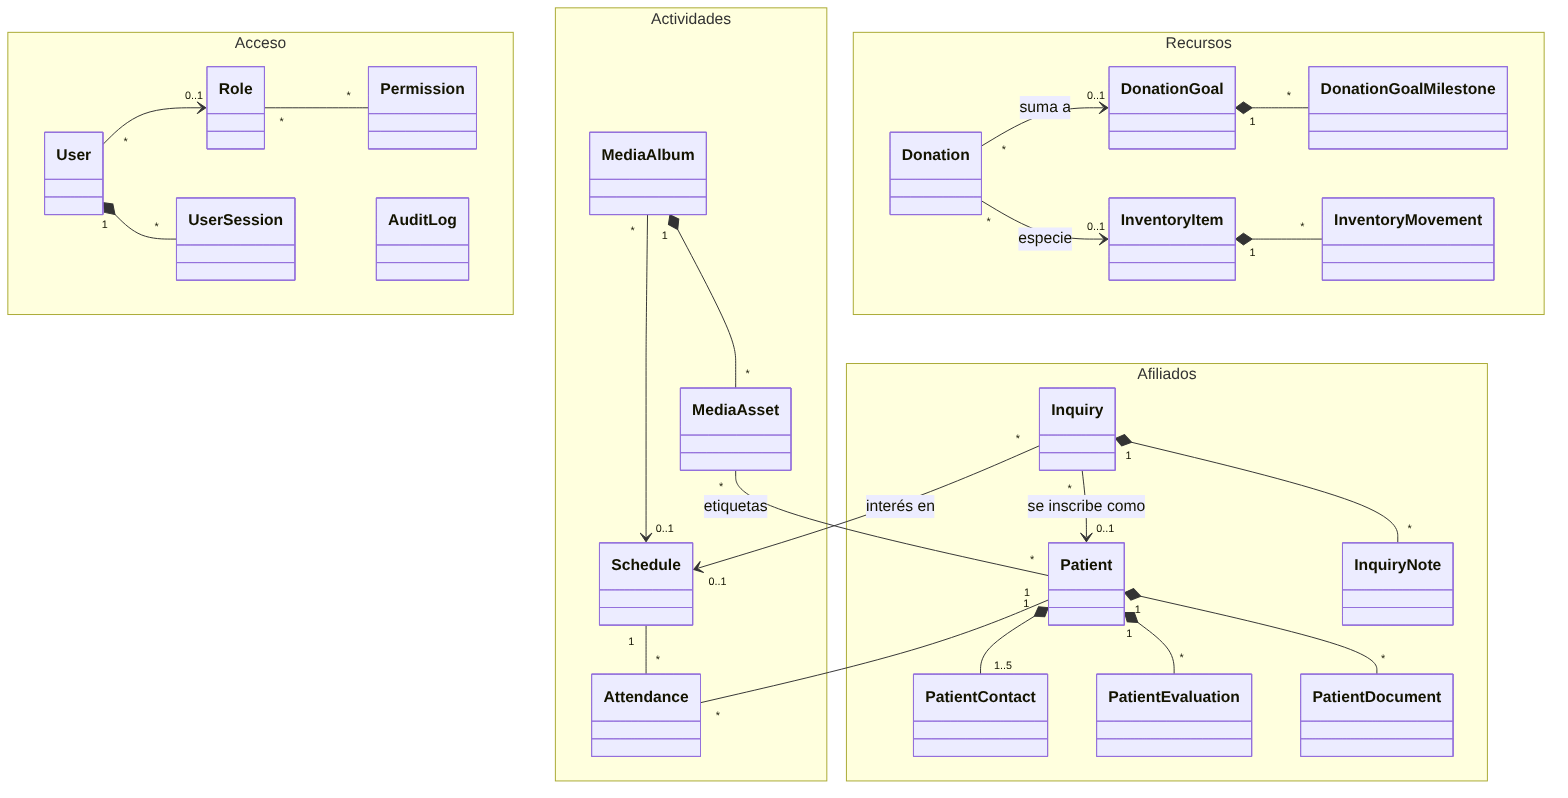 Acceso
User
Role
Permission
UserSession
AuditLog
*
0..1
*
*
1
*
Actividades
MediaAlbum
MediaAsset
Schedule
Attendance
*
0..1
1
*
1
*
Recursos
Donation
DonationGoal
DonationGoalMilestone
InventoryItem
InventoryMovement
suma a
*
0..1
1
*
especie
*
0..1
1
*
Afiliados
Inquiry
InquiryNote
Patient
PatientContact
PatientEvaluation
PatientDocument
*
interés en
0..1
*
se inscribe como
0..1
1
*
*
etiquetas
*
1
*
1
1..5
1
*
1
*